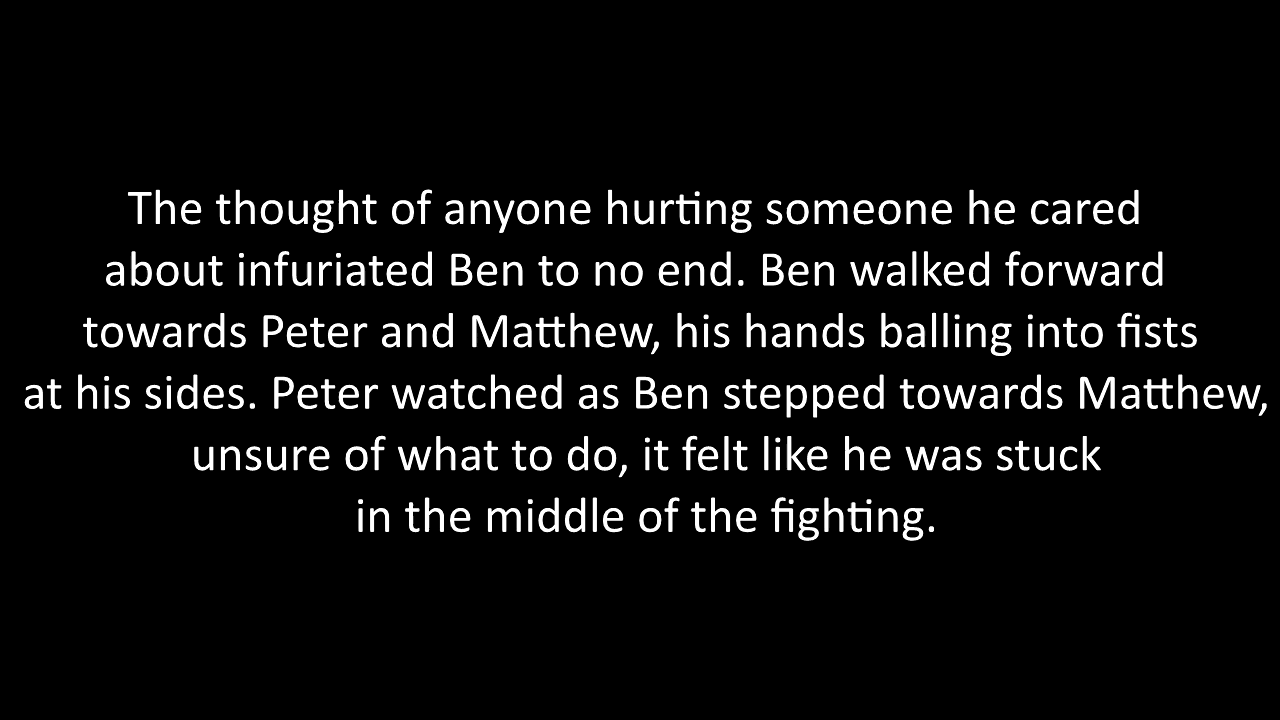 The thought of anyone hurting someone he cared
about infuriated Ben to no end. Ben walked forward
towards Peter and Matthew, his hands balling into fists
at his sides. Peter watched as Ben stepped towards Matthew,
unsure of what to do, it felt like he was stuck
in the middle of the fighting.